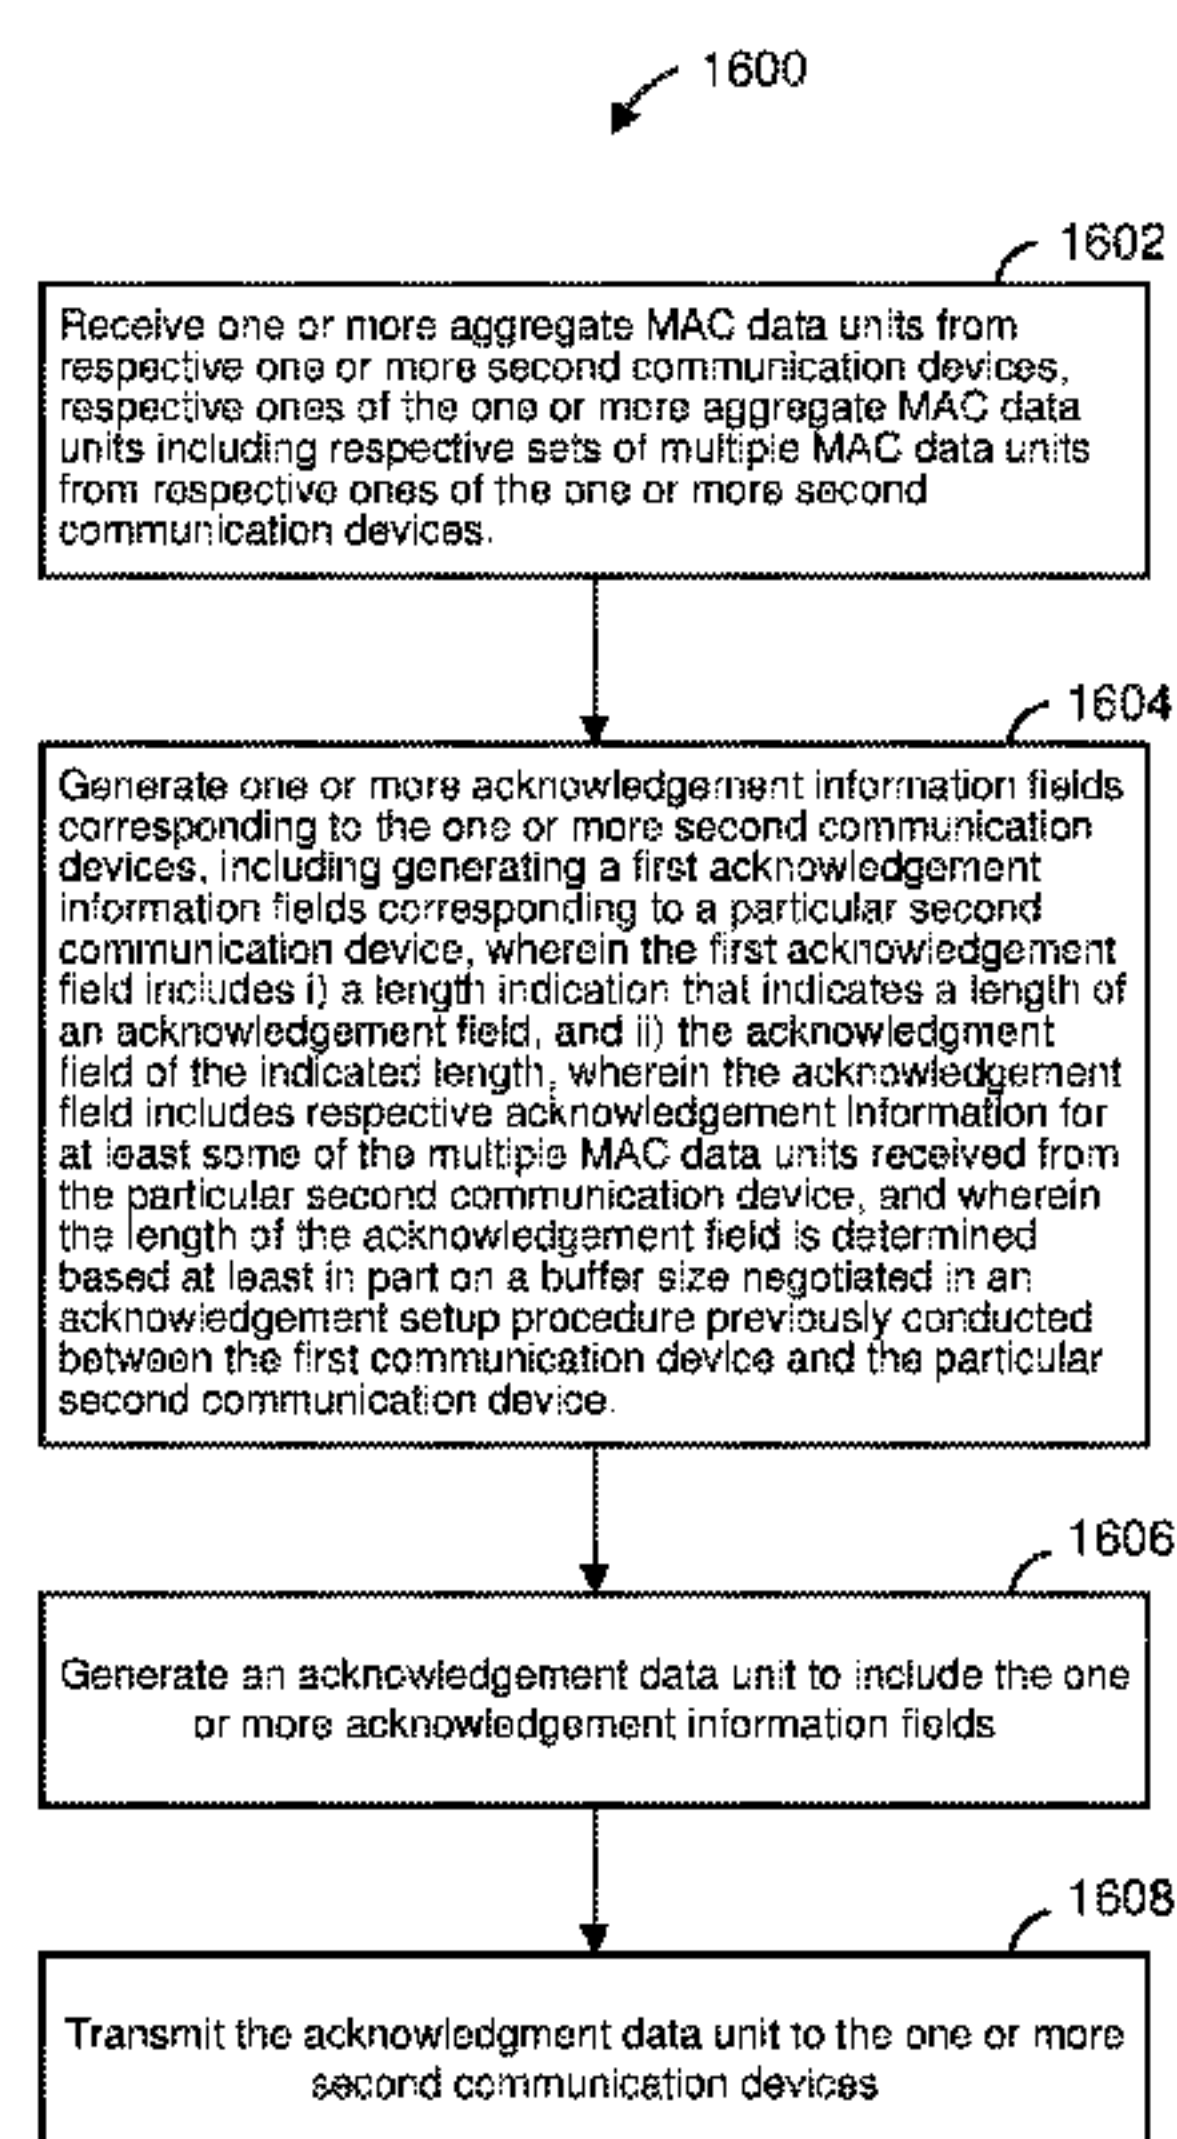 1600
1602
Receive one or more aggregate MAC data units from
respective one or more second communication devices,
respective ones of the one or more aggregate MAC data
units including respective sets of multiple MAC data units
from respective ones of the one or more second
communication devices.
1604
Generate one or more acknowledgement information fields
corresponding to the one or more second communication
devices, including generating a first acknowledgement
information fields corresponding to a particular second
communication device, wherein the first acknowledgement
field includes i) a length indication that indicates a length of
an acknowledgement field, and ii) the acknowledgment
field of the indicated length, wherein the acknowledgement
field includes respective acknowledgement Information for
at least some of the multiple MAC data units received from
the particular second communication device, and wherein
the length of the acknowledgement field is determined
based at least in part on a buffer size negotiated in an
acknowledgement setup procedure previously conducted
between the first communication device and the particular
second communication device.
1606
Generate an acknowledgement data unit to include the one
or more acknowledgement information fields
1608
Transmit the acknowledgment data unit to the one or more
second communication devices